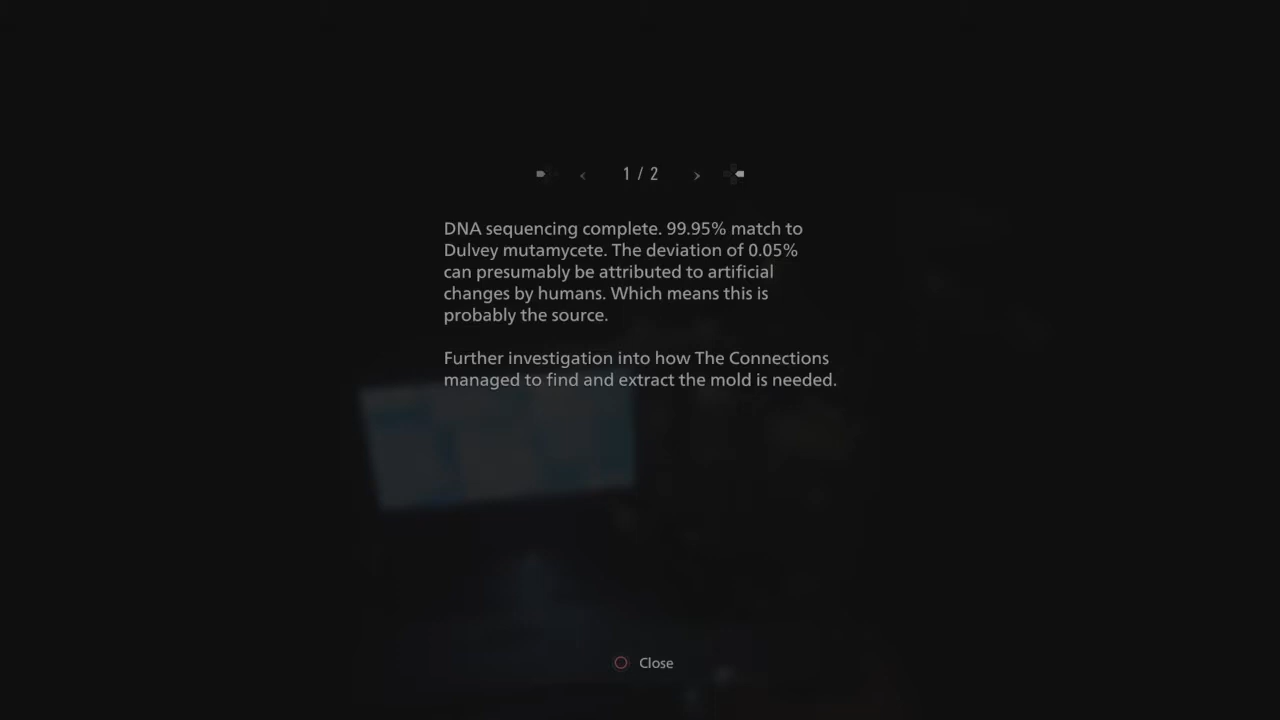 1 / 2
DNA sequencing complete. 99.95% match to
Dulvey mutamycete. The deviation of 0.05%
can presumably be attributed to artificial
changes by humans. Which means this is
probably the source.
Further investigation into how The Connections
managed to find and extract the mold is needed.
Close